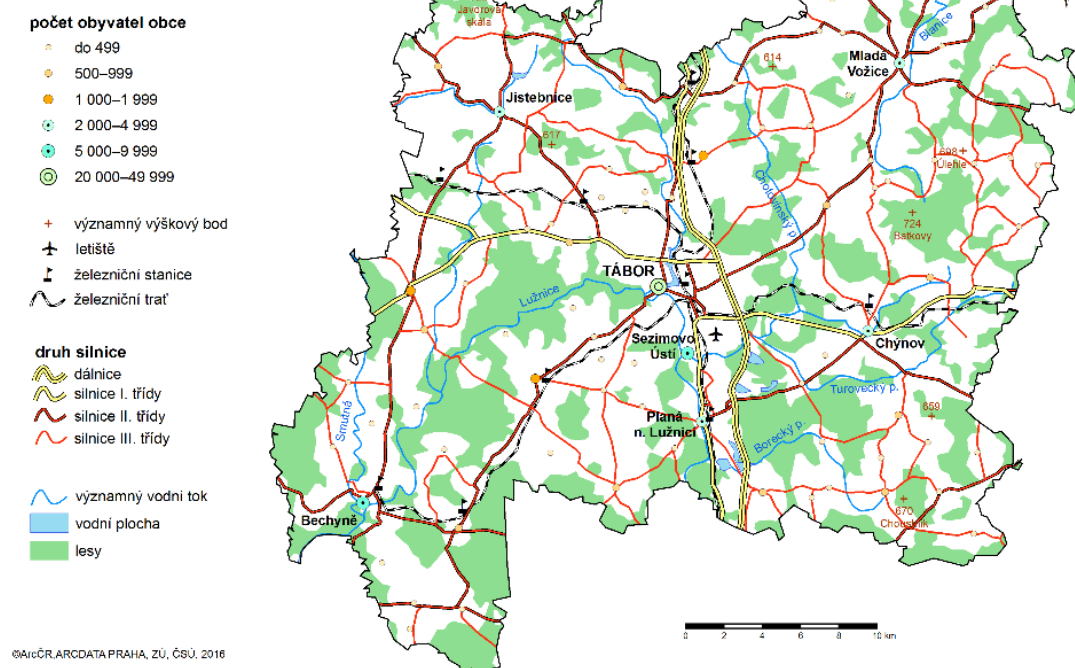 počet obyvatel obce
do 499
500–999
1 000–1 999
2 000–4 999
5 000–9 999
20 000–49 999
významný výškový bod
letiště
železniční stanice
železniční trať
druh silnice
dálnice
silnice I. třídy
silnice II. třídy
silnice III. třídy
významný vodní tok
vodní plocha
lesy
©ArcČR,ARCDATA PRAHA, ZÚ, ČSÚ, 2016
Javorová
skála
Blanice
614
Mladá
Vožice
Jistebnice
617
698
Úlehle
Chotovinský p.
724
Batkovy
TÁBOR
Lužnice
Sezimovo
Ústí
Chýnov
Turovecký p.
Smutná
659
Planá
n. Lužnicí
Borecký p.
Bechyně
670
Choustník
0 2 4 6 8 10 km